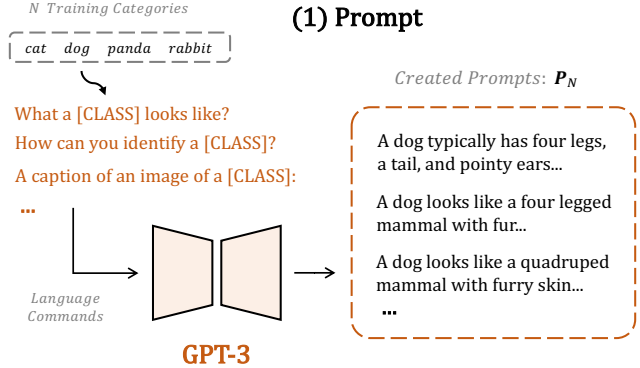 N Training Categories
(1) Prompt
cat dog panda rabbit
Created Prompts: P_N
What a [CLASS] looks like?
How can you identify a [CLASS]?
A caption of an image of a [CLASS]:
...
A dog typically has four legs,
a tail, and pointy ears...
A dog looks like a four legged
mammal with fur...
A dog looks like a quadruped
mammal with furry skin...
...
Language
Commands
GPT-3